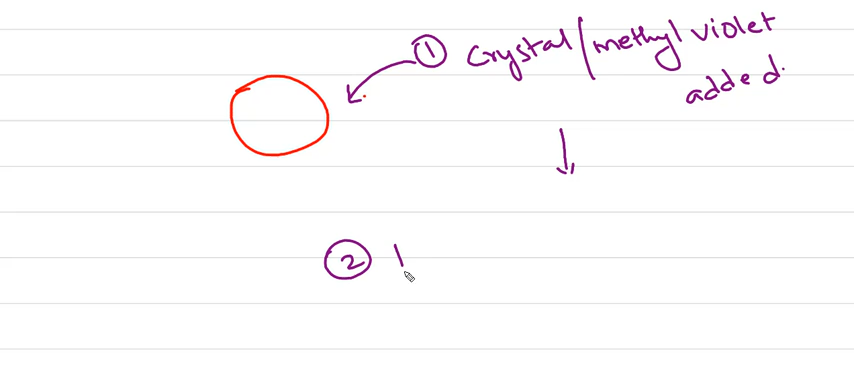 ① Crystal/methyl violet
added.
②